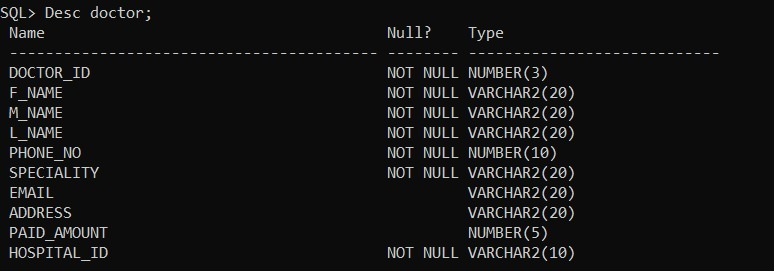 SQL> Desc doctor;
Name Null? Type
----------------------------------------- -------- ----------------------------
DOCTOR_ID NOT NULL NUMBER(3)
F_NAME NOT NULL VARCHAR2(20)
M_NAME NOT NULL VARCHAR2(20)
L_NAME NOT NULL VARCHAR2(20)
PHONE_NO NOT NULL NUMBER(10)
SPECIALITY NOT NULL VARCHAR2(20)
EMAIL VARCHAR2(20)
ADDRESS VARCHAR2(20)
PAID_AMOUNT NUMBER(5)
HOSPITAL_ID NOT NULL VARCHAR2(10)